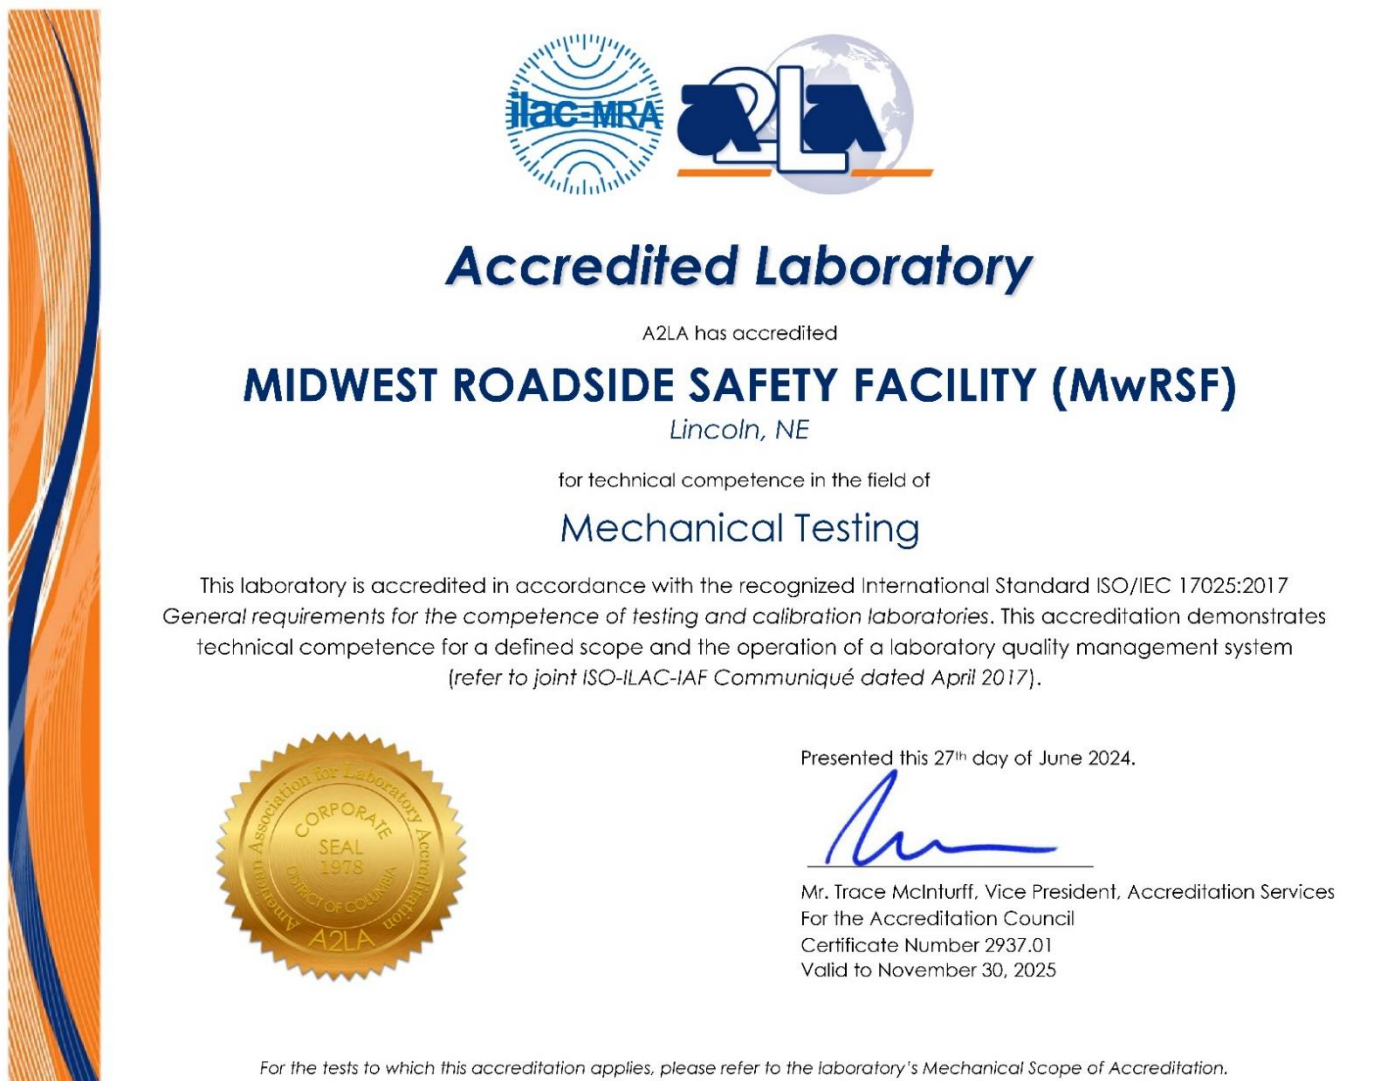 ilac-MRA
A2LA
Accredited Laboratory
A2LA has accredited
MIDWEST ROADSIDE SAFETY FACILITY (MwRSF)
Lincoln, NE
for technical competence in the field of
Mechanical Testing
This laboratory is accredited in accordance with the recognized International Standard ISO/IEC 17025:2017
General requirements for the competence of testing and calibration laboratories. This accreditation demonstrates
technical competence for a defined scope and the operation of a laboratory quality management system
(refer to joint ISO-ILAC-IAF Communiqué dated April 2017).
American Association for Laboratory Accreditation
CORPORATE
SEAL
1978
DISTRICT OF COLUMBIA
A2LA
Presented this 27th day of June 2024.
Mr. Trace McInturff, Vice President, Accreditation Services
For the Accreditation Council
Certificate Number 2937.01
Valid to November 30, 2025
For the tests to which this accreditation applies, please refer to the laboratory's Mechanical Scope of Accreditation.